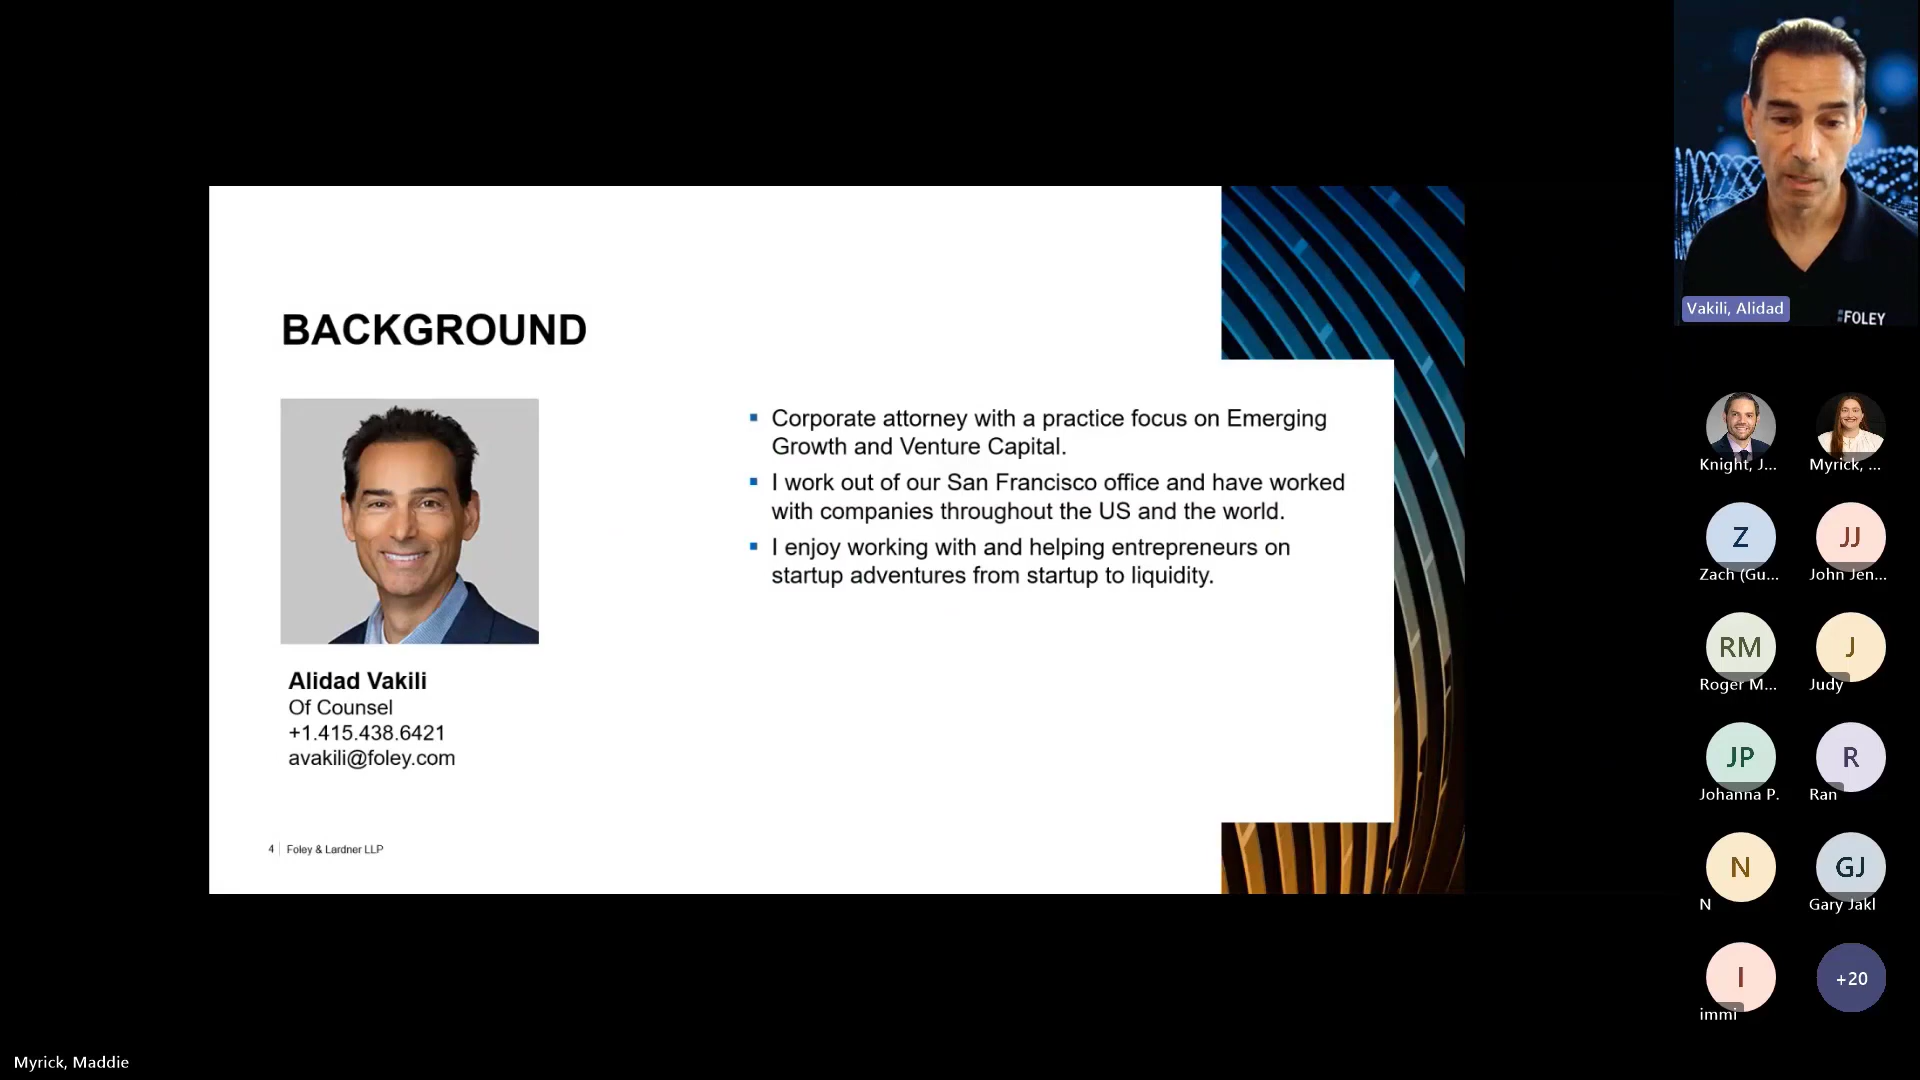 BACKGROUND
Corporate attorney with a practice focus on Emerging
Growth and Venture Capital.
I work out of our San Francisco office and have worked
with companies throughout the US and the world.
I enjoy working with and helping entrepreneurs on
startup adventures from startup to liquidity.
Alidad Vakili
Of Counsel
+1.415.438.6421
avakili@foley.com
4 Foley & Lardner LLP
Vakili, Alidad
FOLEY
Knight, J...
Myrick, ...
Z
Zach (Gu...
JJ
John Jen...
RM
Roger M...
J
Judy
JP
Johanna P.
R
Ran
N
N
GJ
Gary Jakl
I
immi
+20
Myrick, Maddie